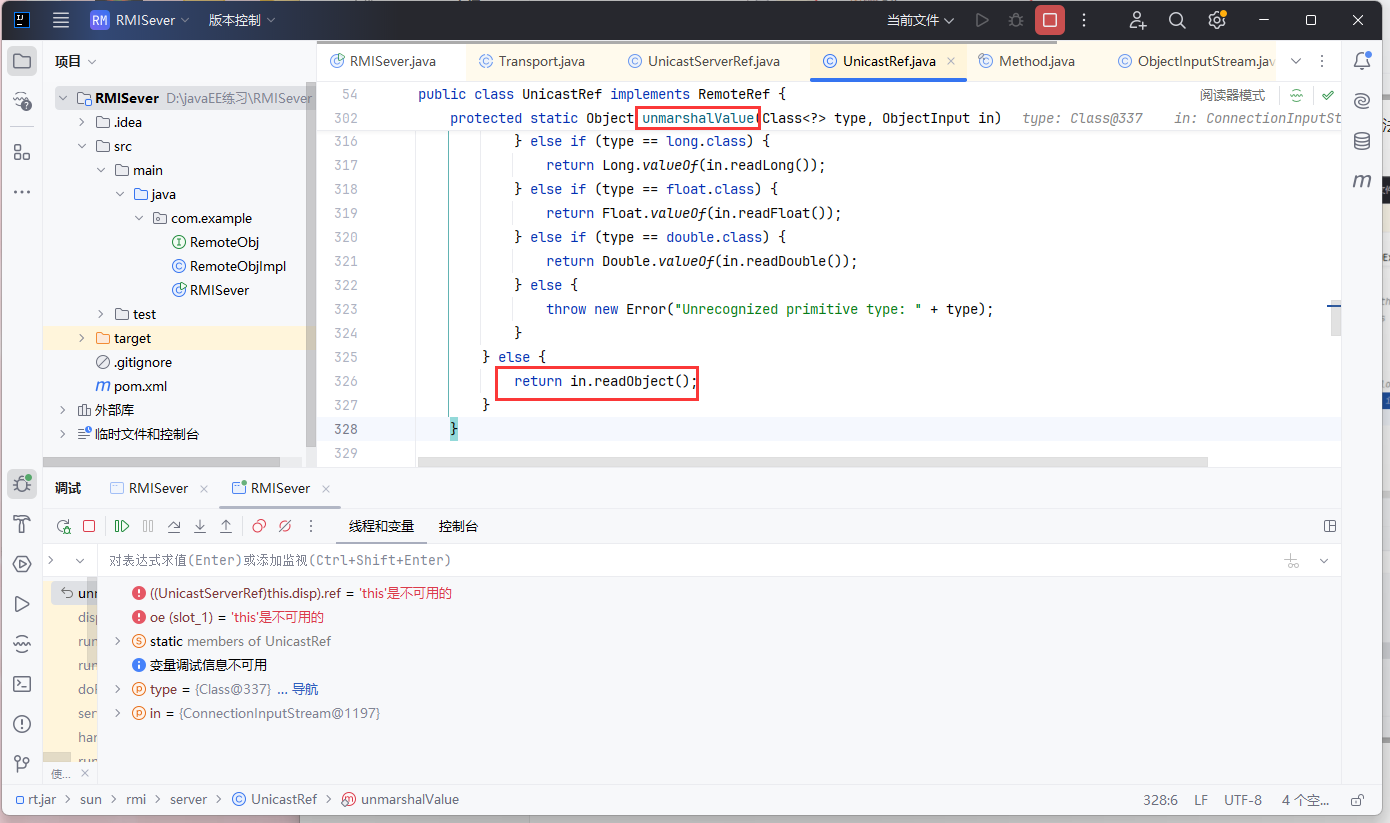 RM RMISever 版本控制 当前文件
项目
RMISever.java Transport.java UnicastServerRef.java UnicastRef.java Method.java ObjectInputStream.jav
RMISever D:\javaEE练习\RMISever
.idea
src
main
java
com.example
RemoteObj
RemoteObjImpl
RMISever
test
target
.gitignore
pom.xml
外部库
临时文件和控制台
54 public class UnicastRef implements RemoteRef { 阅读器模式
302 protected static Object unmarshalValue(Class<?> type, ObjectInput in) type: Class@337 in: ConnectionInputSt
316 } else if (type == long.class) {
317 return Long.valueOf(in.readLong());
318 } else if (type == float.class) {
319 return Float.valueOf(in.readFloat());
320 } else if (type == double.class) {
321 return Double.valueOf(in.readDouble());
322 } else {
323 throw new Error("Unrecognized primitive type: " + type);
324 }
325 } else {
326 return in.readObject();
327 }
328 }
329
调试 RMISever RMISever
线程和变量 控制台
对表达式求值(Enter)或添加监视(Ctrl+Shift+Enter)
unm
disp
run
run
doH
serv
han
run
使...
((UnicastServerRef)this.disp).ref = 'this'是不可用的
oe (slot_1) = 'this'是不可用的
static members of UnicastRef
变量调试信息不可用
type = {Class@337} ... 导航
in = {ConnectionInputStream@1197}
rt.jar > sun > rmi > server > UnicastRef > unmarshalValue 328:6 LF UTF-8 4 个空...